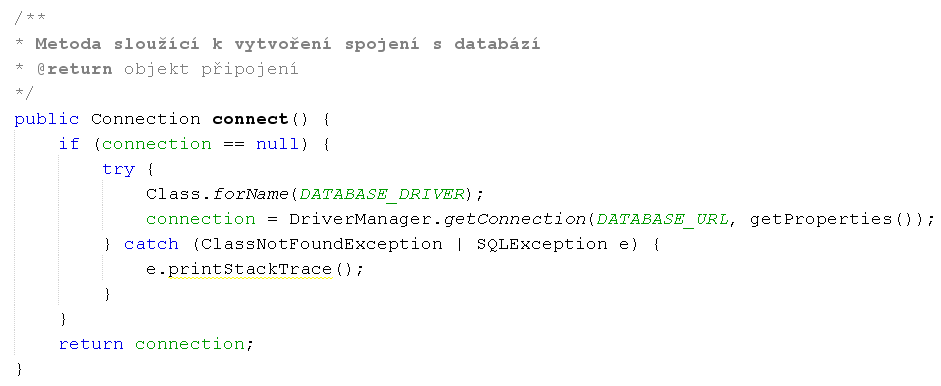 /**
* Metoda sloužící k vytvoření spojení s databází
* @return objekt připojení
*/
public Connection connect() {
    if (connection == null) {
        try {
            Class.forName(DATABASE_DRIVER);
            connection = DriverManager.getConnection(DATABASE_URL, getProperties());
        } catch (ClassNotFoundException | SQLException e) {
            e.printStackTrace();
        }
    }
    return connection;
}